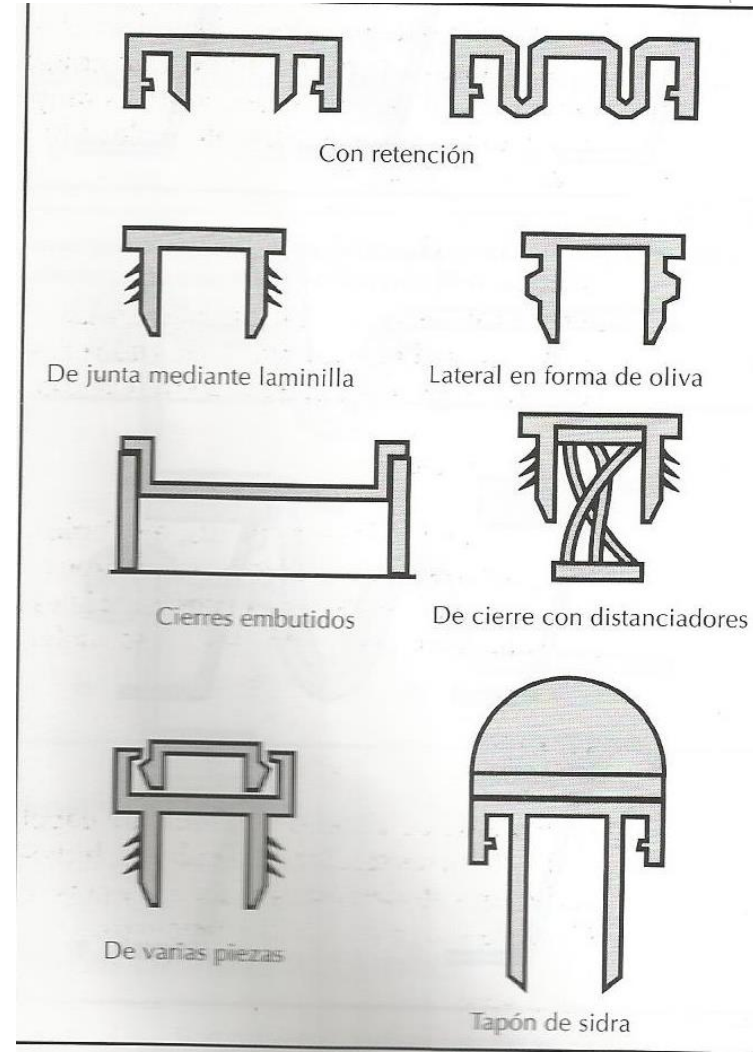 Con retención
De junta mediante laminilla
Lateral en forma de oliva
Cierres embutidos
De cierre con distanciadores
De varias piezas
Tapón de sidra